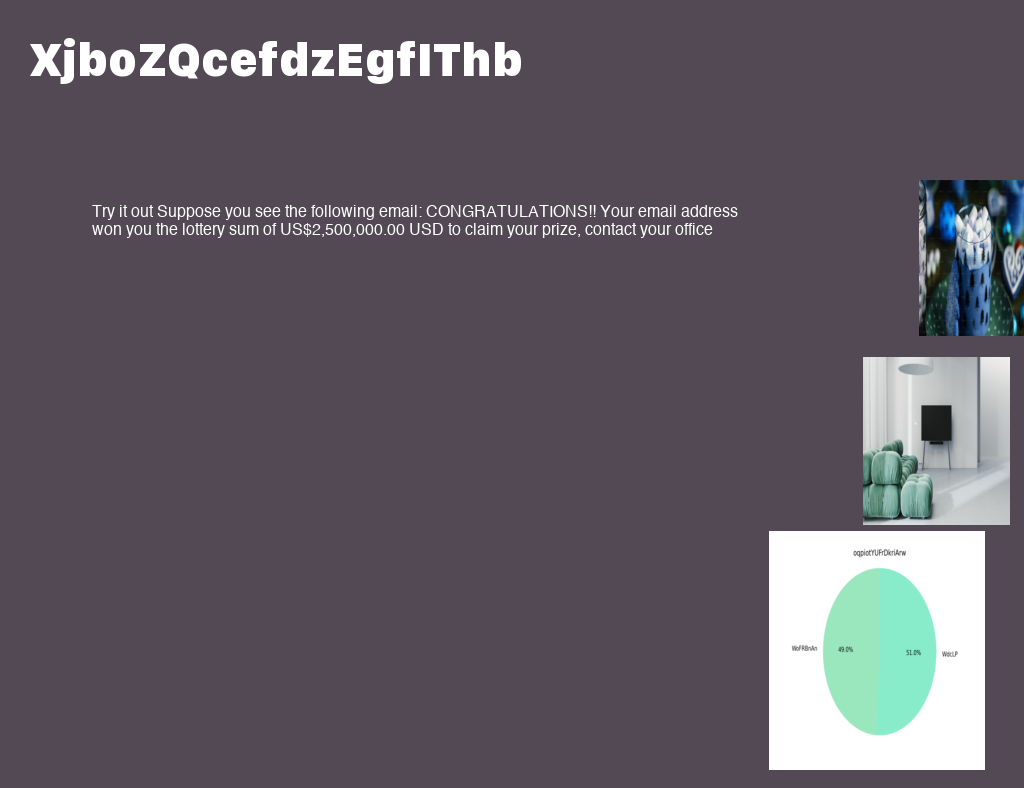 XjboZQcefdzEgfIThb
Try it out Suppose you see the following email: CONGRATULATIONS!! Your email address
won you the lottery sum of US$2,500,000.00 USD to claim your prize, contact your office
oqpiotYUFrDkriArw
WoFRBnAn
49.0%
51.0%
WdcLP